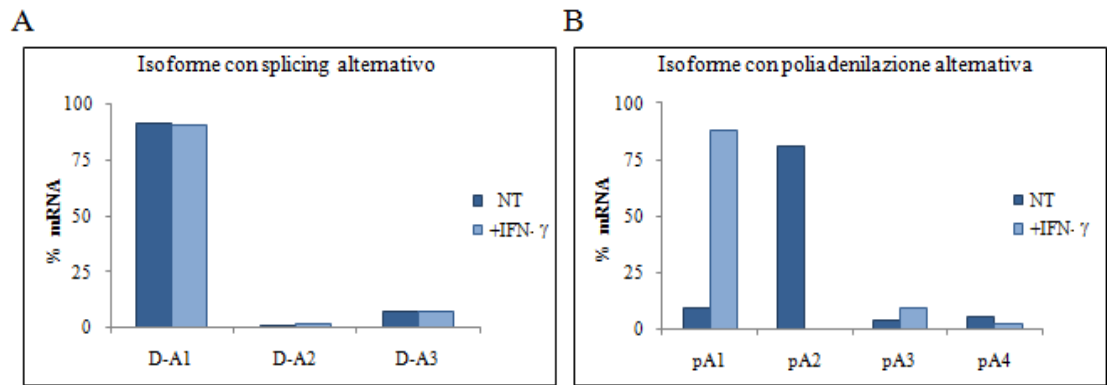 A
Isoforme con splicing alternativo
% mRNA
100
75
50
25
0
D-A1
D-A2
D-A3
NT
+IFN- γ
B
Isoforme con poliadenilazione alternativa
% mRNA
100
75
50
25
0
pA1
pA2
pA3
pA4
NT
+IFN- γ